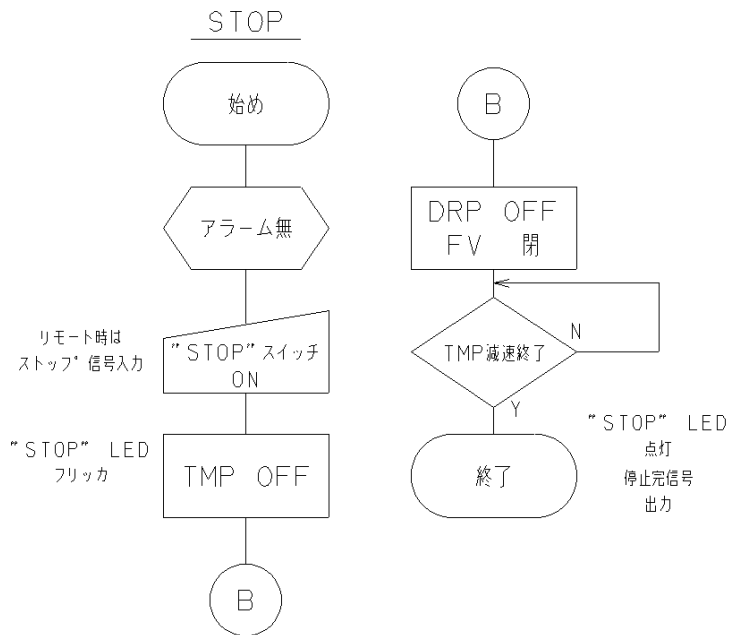 STOP
始め
アラーム無
リモート時は
ストップ 信号入力
"STOP" スイッチ
ON
"STOP" LED
フリッカ
TMP OFF
B
B
DRP OFF
FV 閉
N
TMP減速終了
Y
終了
"STOP" LED
点灯
停止完信号
出力